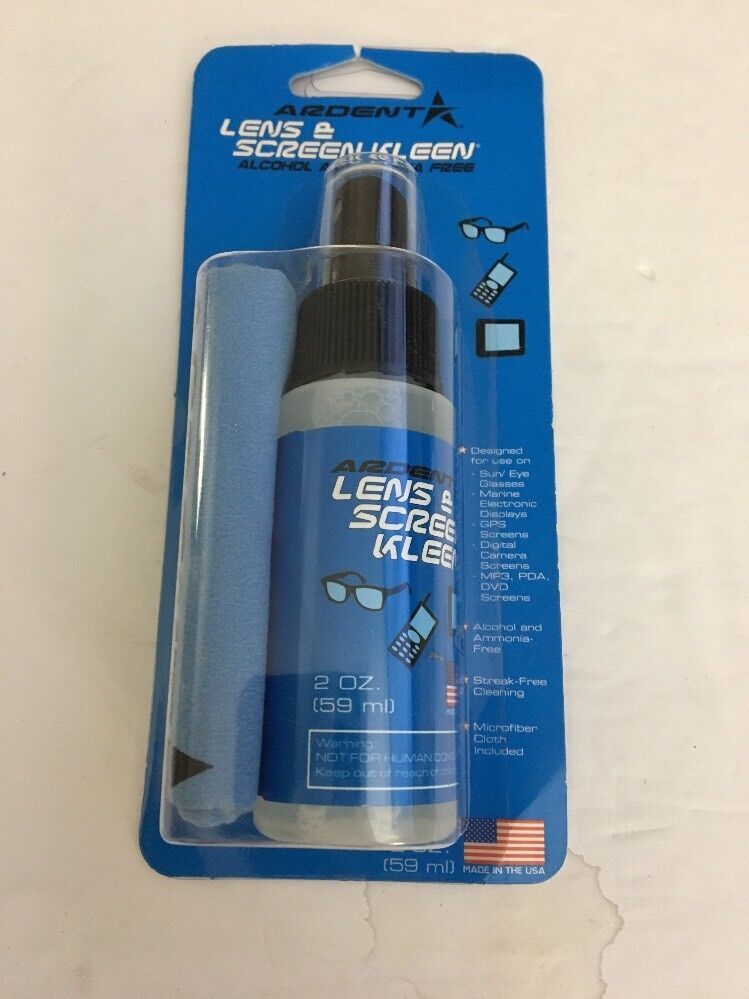 ARDENT
LENS &
SCREEN KLEEN®
ALCOHOL FREE
Designed
for use on
· Sun/ Eye
Glasses
· Marine
Electronic
Displays
· GPS
Screens
· Digital
Camera
Screens
· MP3, PDA,
DVD
Screens
Alcohol and
Ammonia-
Free
Streak-Free
Cleaning
Microfiber
Cloth
Included
ARDENT
LENS &
SCREE
KLEE
2 OZ.
(59 ml)
Warning:
NOT FOR HUMAN
Keep out of reach of
OZ.
(59 ml)
MADE IN THE USA